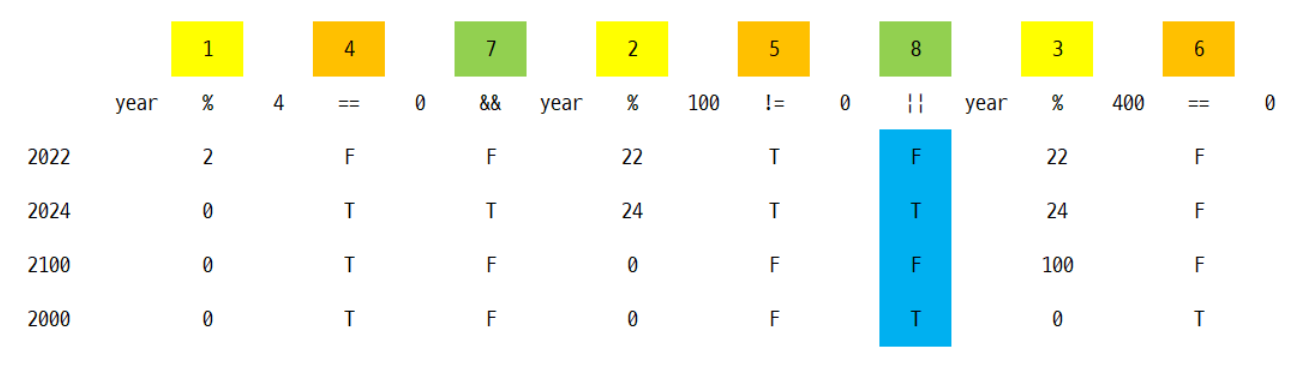 1 4 7 2 5 8 3 6
year % 4 == 0 && year % 100 != 0 || year % 400 == 0
2022 2 F F 22 T F 22 F
2024 0 T T 24 T T 24 F
2100 0 T F 0 F F 100 F
2000 0 T F 0 F T 0 T